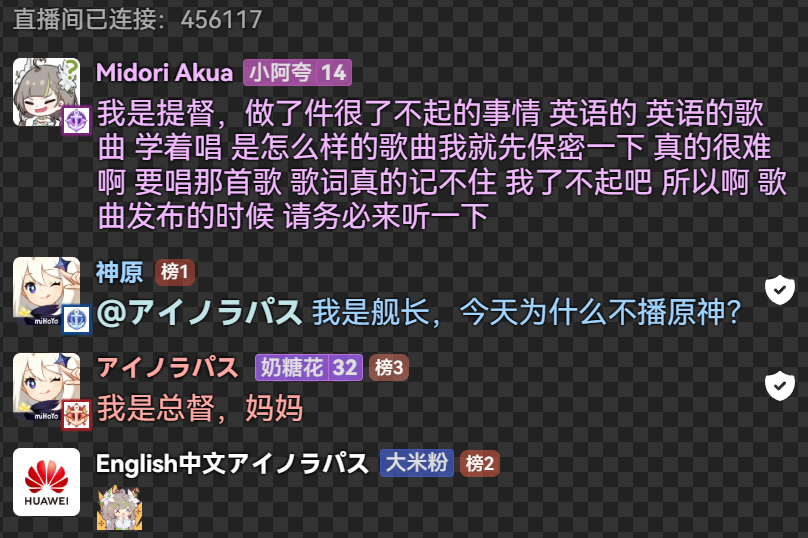 直播间已连接：456117
Midori Akua 小阿夸 14
我是提督，做了件很了不起的事情 英语的 英语的歌
曲 学着唱 是怎么样的歌曲我就先保密一下 真的很难
啊 要唱那首歌 歌词真的记不住 我了不起吧 所以啊 歌
曲发布的时候 请务必来听一下
神原 榜1
miHoYo
@アイノラパス 我是舰长，今天为什么不播原神？
アイノラパス 奶糖花 32 榜3
miHoYo
我是总督，妈妈
English中文アイノラパス 大米粉 榜2
HUAWEI